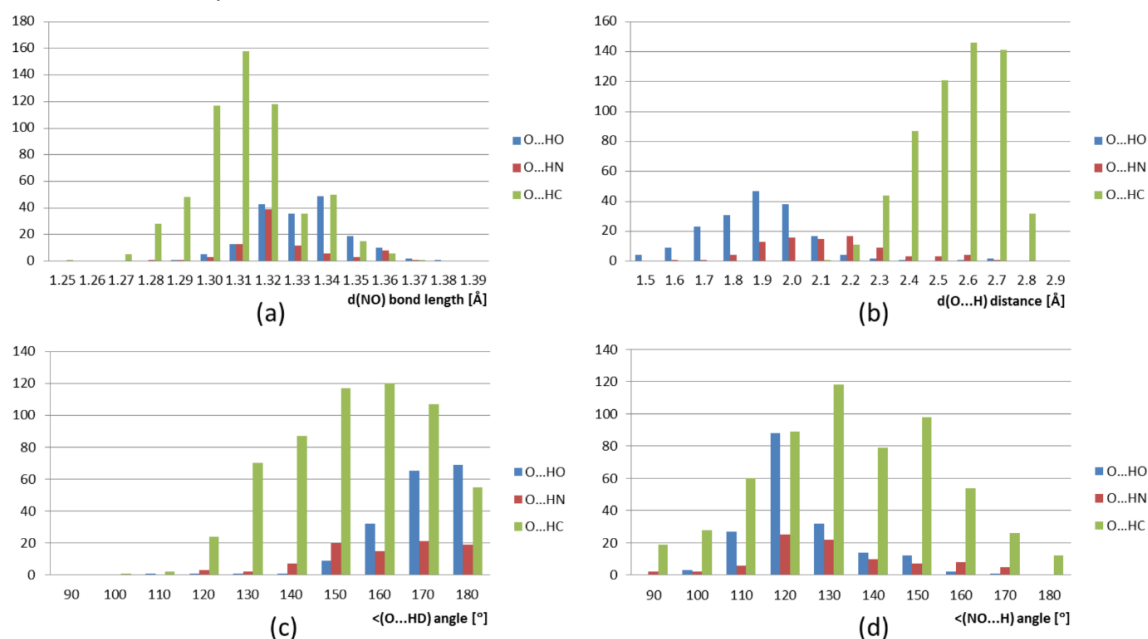 180
160
140
120
100
80
60
40
20
0
1.25 1.26 1.27 1.28 1.29 1.30 1.31 1.32 1.33 1.34 1.35 1.36 1.37 1.38 1.39
d(NO) bond length [Å]
O...HO
O...HN
O...HC
(a)
160
140
120
100
80
60
40
20
0
1.5 1.6 1.7 1.8 1.9 2.0 2.1 2.2 2.3 2.4 2.5 2.6 2.7 2.8 2.9
d(O...H) distance [Å]
O...HO
O...HN
O...HC
(b)
140
120
100
80
60
40
20
0
90 100 110 120 130 140 150 160 170 180
<(O...HD) angle [°]
O...HO
O...HN
O...HC
(c)
140
120
100
80
60
40
20
0
90 100 110 120 130 140 150 160 170 180
<(NO...H) angle [°]
O...HO
O...HN
O...HC
(d)